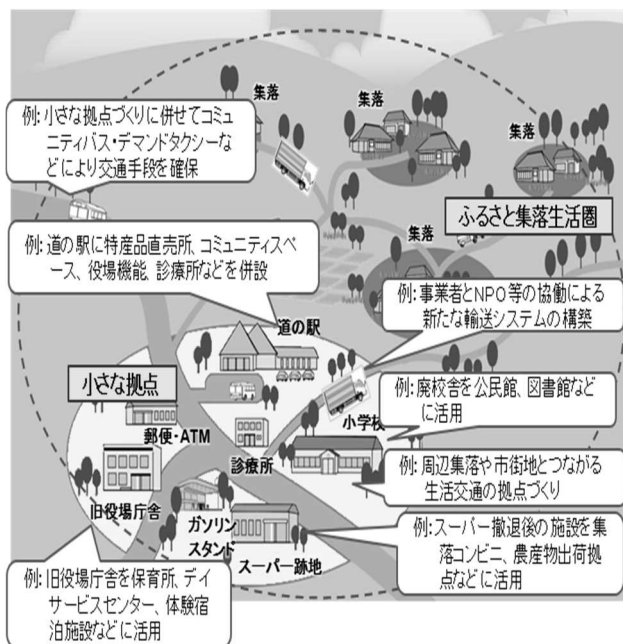 集落
集落
集落
例：小さな拠点づくりに併せてコミュ
ニティバス・デマンドタクシーな
どにより交通手段を確保
ふるさと集落生活圏
集落
例：道の駅に特産品直売所、コミュニティスペ
ース、役場機能、診療所などを併設
例：事業者とNPO等の協働による
新たな輸送システムの構築
道の駅
小さな拠点
例：廃校舎を公民館、図書館など
に活用
小学校
郵便・ATM
診療所
例：周辺集落や市街地とつながる
生活交通の拠点づくり
旧役場庁舎
ガソリン
スタンド
スーパー跡地
例：スーパー撤退後の施設を集
落コンビニ、農産物出荷拠
点などに活用
例：旧役場庁舎を保育所、デイ
サービスセンター、体験宿
泊施設などに活用